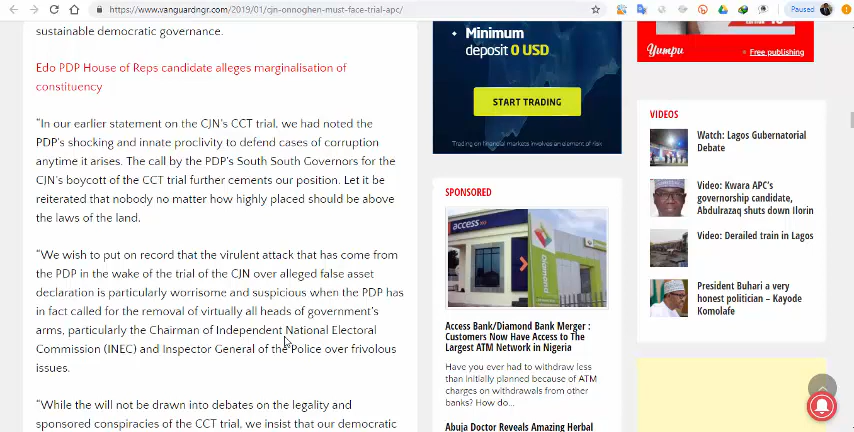 https://www.vanguardngr.com/2019/01/cjn-onnoghen-must-face-trial-apc/
Paused
sustainable democratic governance.
Edo PDP House of Reps candidate alleges marginalisation of
constituency
“In our earlier statement on the CJN’s CCT trial, we had noted the
PDP’s shocking and innate proclivity to defend cases of corruption
anytime it arises. The call by the PDP’s South South Governors for the
CJN’s boycott of the CCT trial further cements our position. Let it be
reiterated that nobody no matter how highly placed should be above
the laws of the land.
“We wish to put on record that the virulent attack that has come from
the PDP in the wake of the trial of the CJN over alleged false asset
declaration is particularly worrisome and suspicious when the PDP has
in fact called for the removal of virtually all heads of government’s
arms, particularly the Chairman of Independent National Electoral
Commission (INEC) and Inspector General of the Police over frivolous
issues.
“While the will not be drawn into debates on the legality and
sponsored conspiracies of the CCT trial, we insist that our democratic
Minimum
deposit 0 USD
START TRADING
Trading on financial markets involves an element of risk
SPONSORED
access
Diamond
Access Bank/Diamond Bank Merger :
Customers Now Have Access to The
Largest ATM Network in Nigeria
Have you ever had to withdraw less
than initially planned because of ATM
charges on withdrawals from other
banks? How do...
Abuja Doctor Reveals Amazing Herbal
Yumpu
Free publishing
VIDEOS
Watch: Lagos Gubernatorial
Debate
Video: Kwara APC’s
governorship candidate,
Abdulrazaq shuts down Ilorin
Video: Derailed train in Lagos
President Buhari a very
honest politician – Kayode
Komolafe